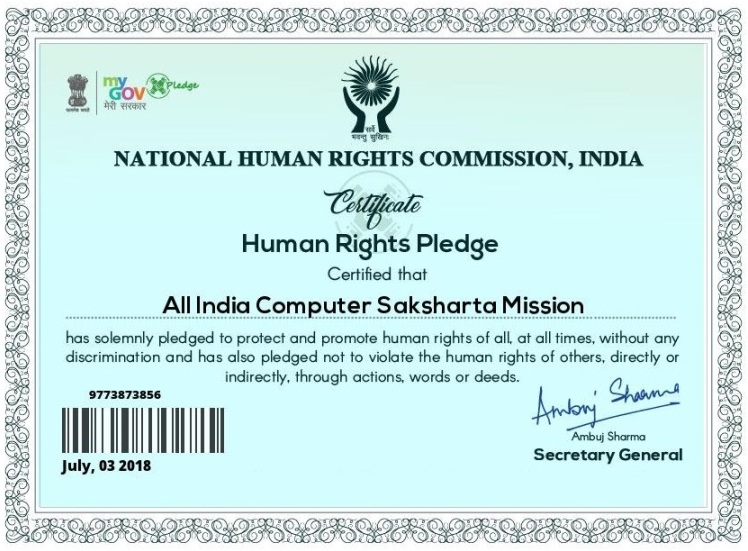 my
GOV
मेरी सरकार
Pledge
सर्वे
भवन्तु सुखिनः
NATIONAL HUMAN RIGHTS COMMISSION, INDIA
Certificate
Human Rights Pledge
Certified that
All India Computer Saksharta Mission
has solemnly pledged to protect and promote human rights of all, at all times, without any
discrimination and has also pledged not to violate the human rights of others, directly or
indirectly, through actions, words or deeds.
9773873856
July, 03 2018
Ambuj Sharma
Ambuj Sharma
Secretary General